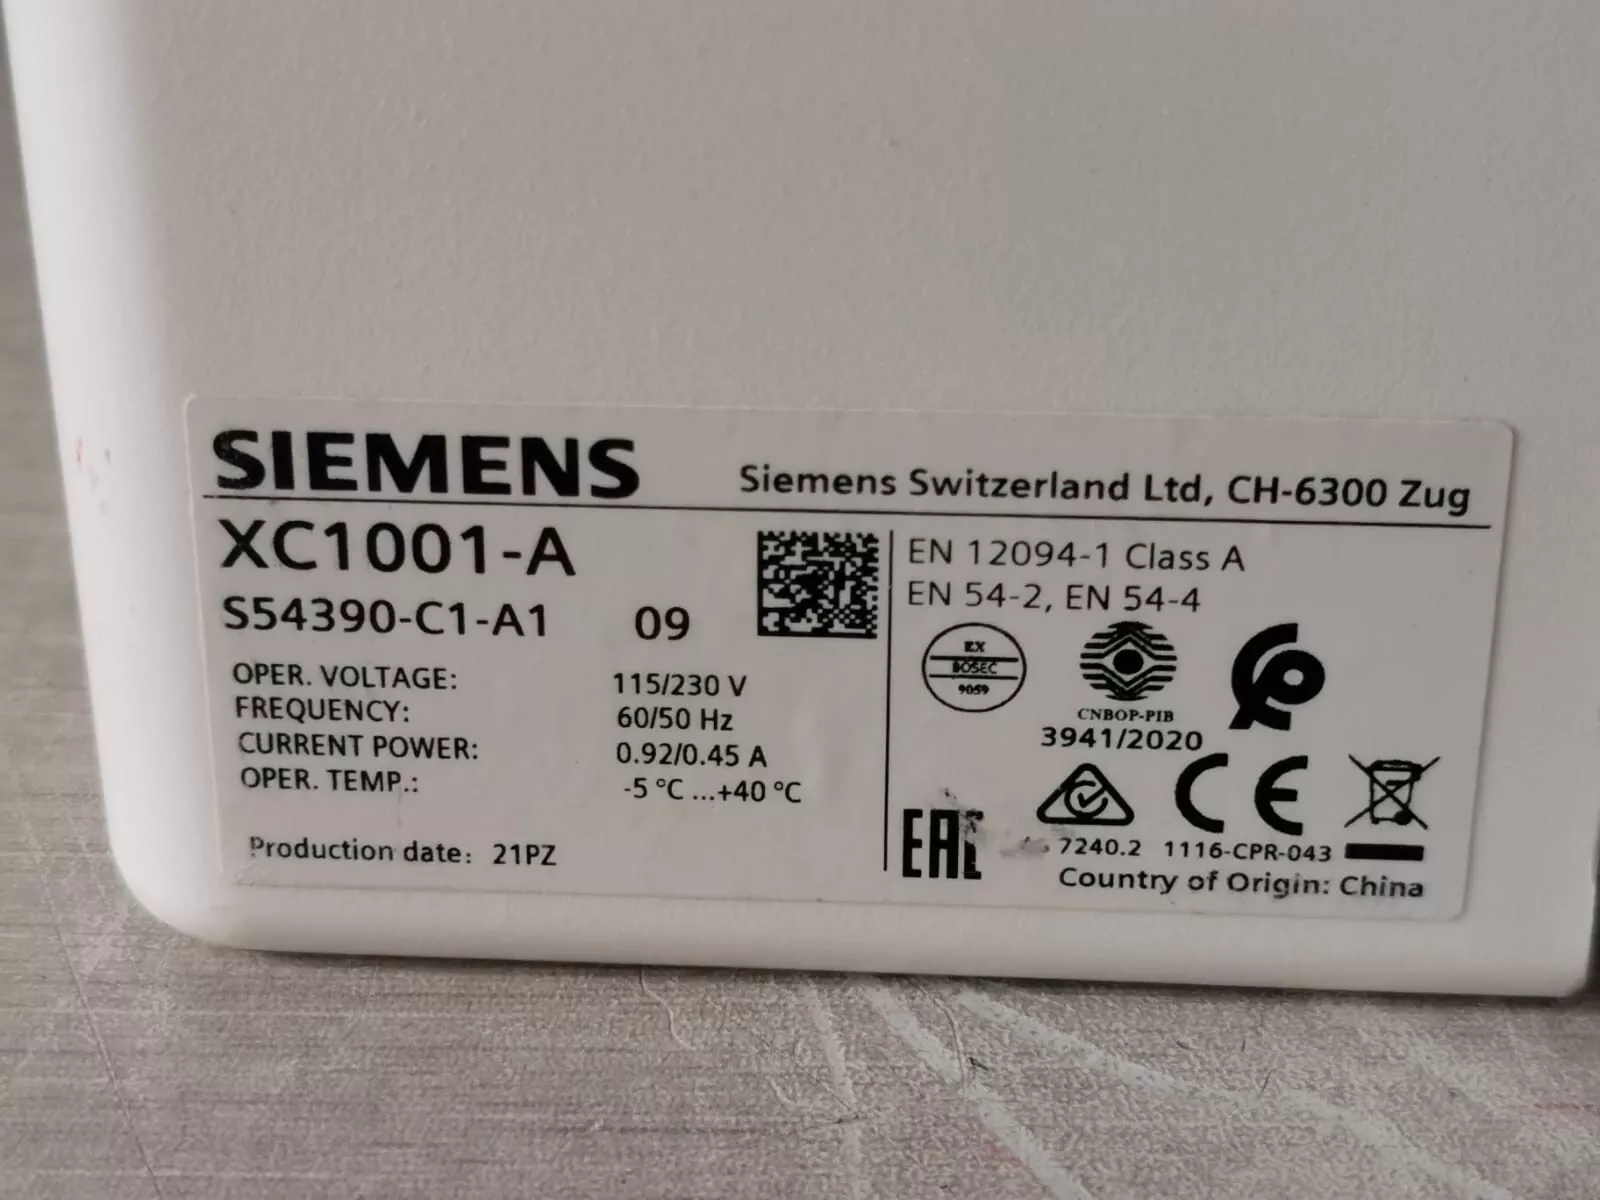 SIEMENS
Siemens Switzerland Ltd, CH-6300 Zug
XC1001-A
S54390-C1-A1 09
OPER. VOLTAGE: 115/230 V
FREQUENCY: 60/50 Hz
CURRENT POWER: 0.92/0.45 A
OPER. TEMP.: -5 °C ...+40 °C
Production date: 21PZ
EN 12094-1 Class A
EN 54-2, EN 54-4
EX
BOSEC
9059
CNBOP-PIB
3941/2020
CE
EAC
7240.2 1116-CPR-043
Country of Origin: China